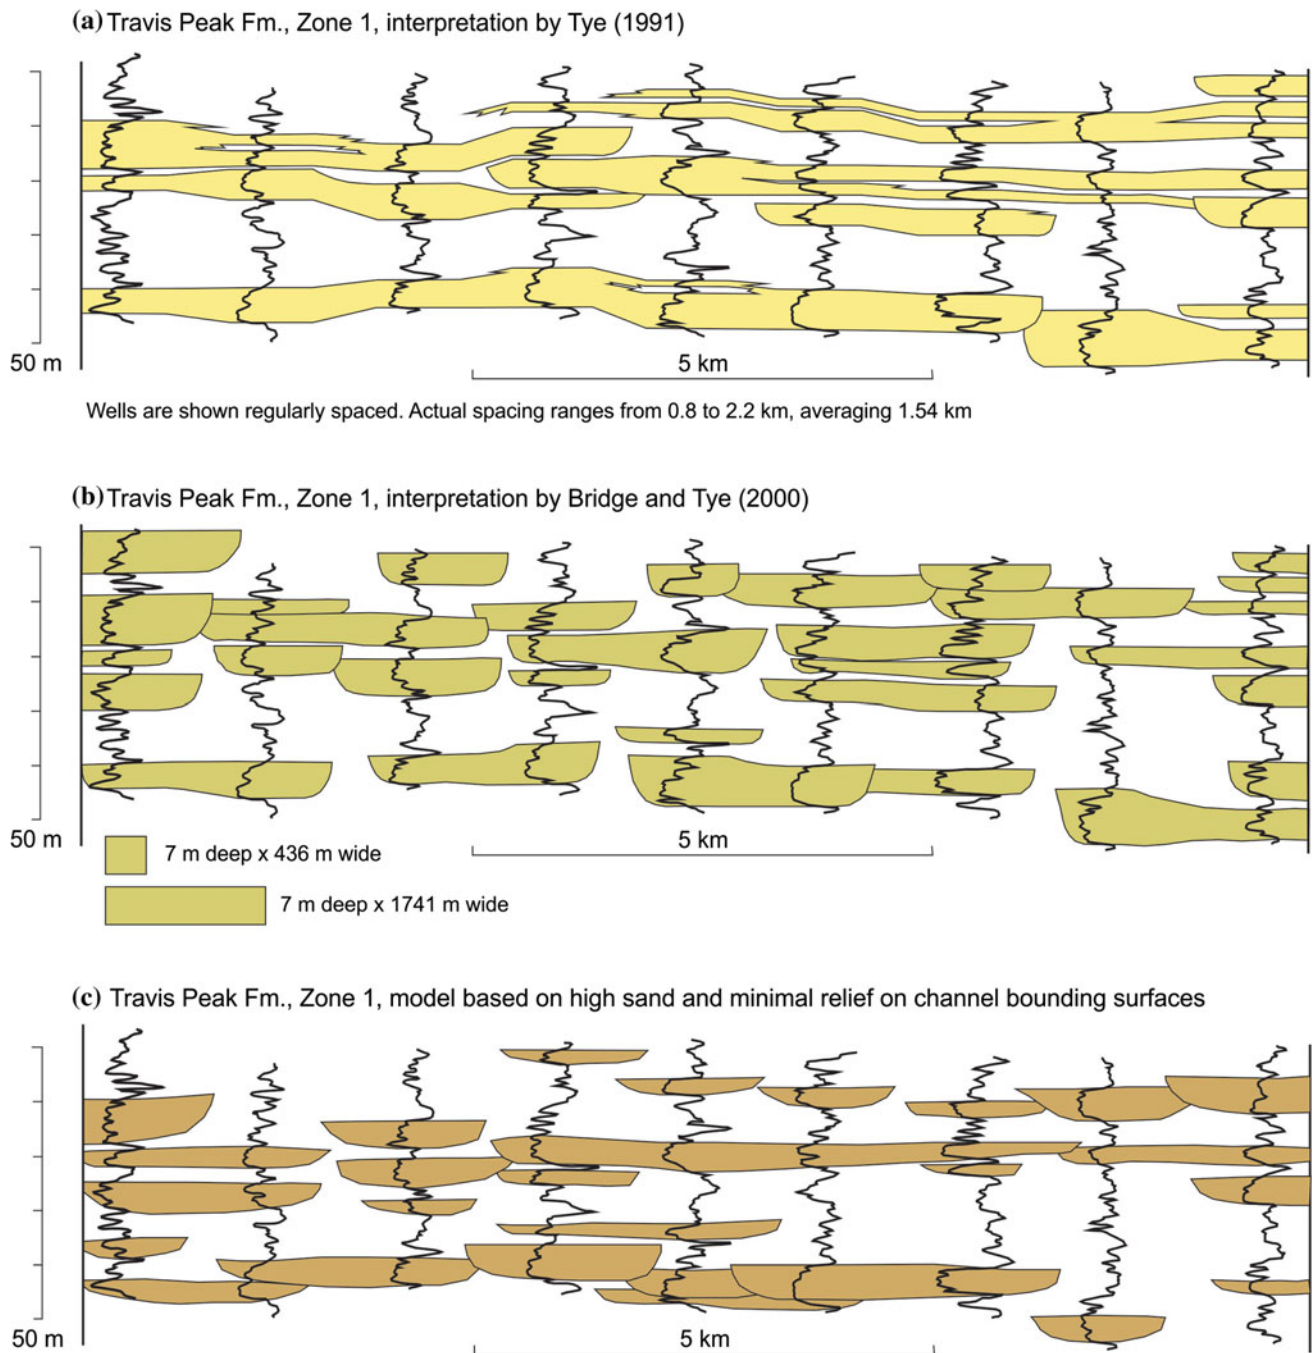 (a) Travis Peak Fm., Zone 1, interpretation by Tye (1991)
50 m
5 km
Wells are shown regularly spaced. Actual spacing ranges from 0.8 to 2.2 km, averaging 1.54 km
(b) Travis Peak Fm., Zone 1, interpretation by Bridge and Tye (2000)
50 m
5 km
7 m deep x 436 m wide
7 m deep x 1741 m wide
(c) Travis Peak Fm., Zone 1, model based on high sand and minimal relief on channel bounding surfaces
50 m
5 km